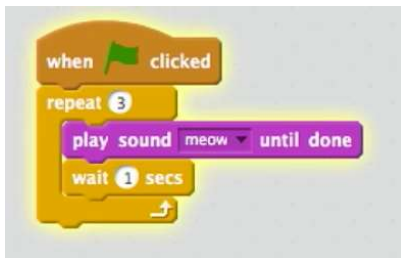 when clicked
repeat 3
play sound meow until done
wait 1 secs